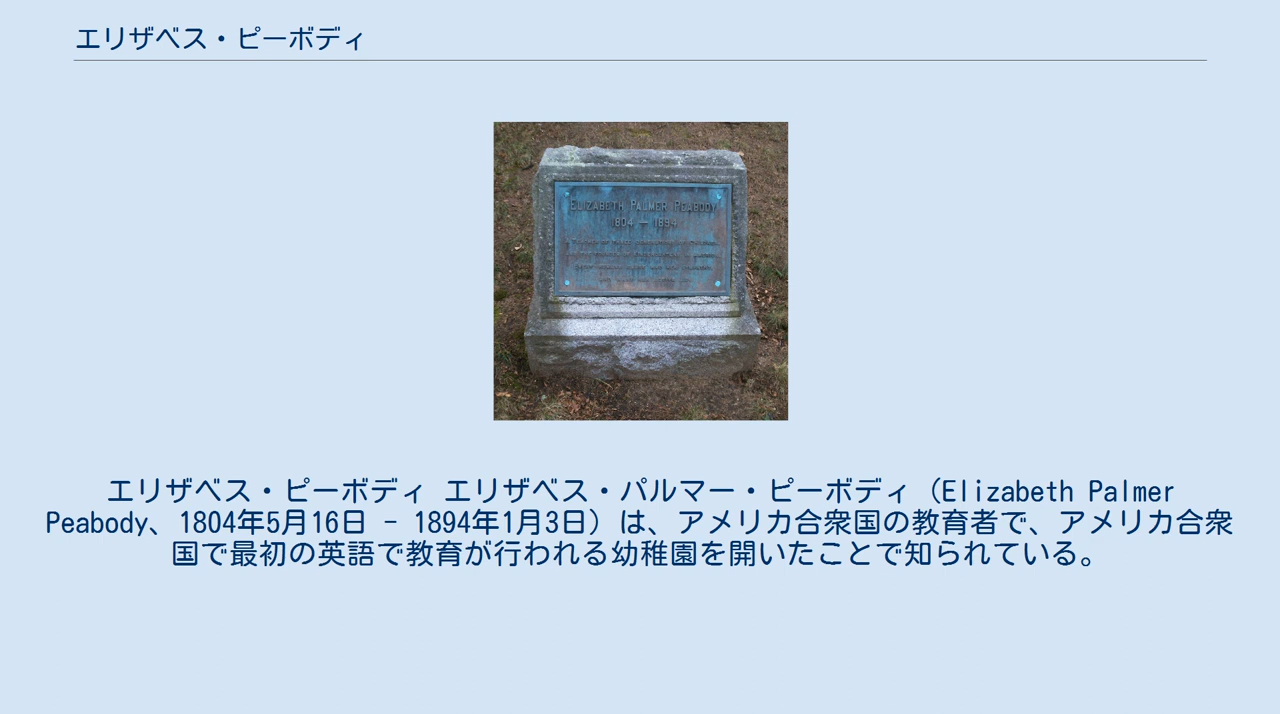 エリザベス・ピーボディ
ELIZABETH PALMER PEABODY
1804 — 1894
エリザベス・ピーボディ エリザベス・パルマー・ピーボディ（Elizabeth Palmer
Peabody、1804年5月16日 - 1894年1月3日）は、アメリカ合衆国の教育者で、アメリカ合衆
国で最初の英語で教育が行われる幼稚園を開いたことで知られている。